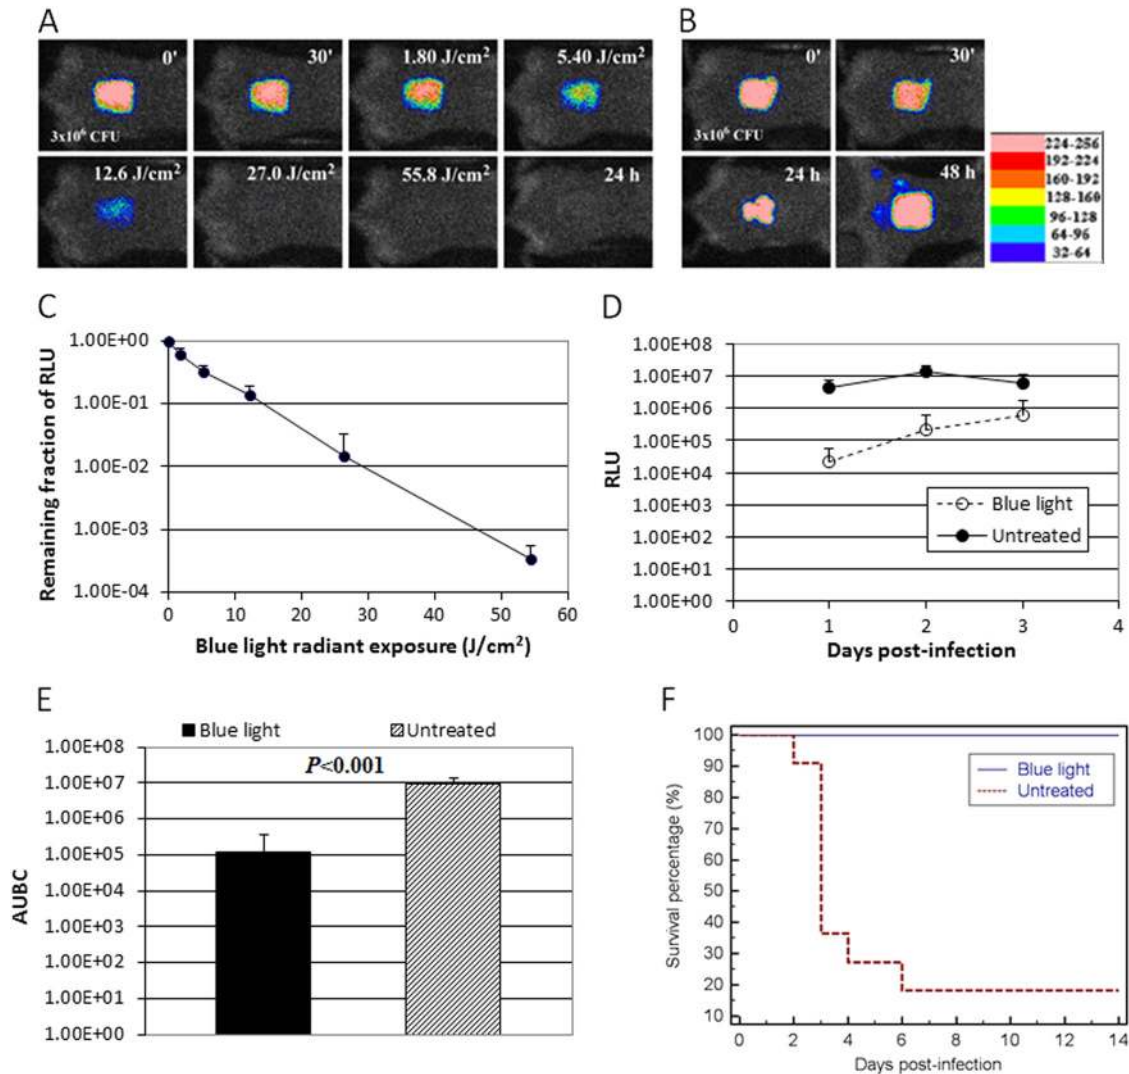 A
0'
30'
1.80 J/cm²
5.40 J/cm²
3x10⁶ CFU
12.6 J/cm²
27.0 J/cm²
55.8 J/cm²
24 h
B
0'
30'
3x10⁶ CFU
24 h
48 h
224-256
192-224
160-192
128-160
96-128
64-96
32-64
C
Remaining fraction of RLU
1.00E+00
1.00E-01
1.00E-02
1.00E-03
1.00E-04
0 10 20 30 40 50 60
Blue light radiant exposure (J/cm²)
D
RLU
1.00E+08
1.00E+07
1.00E+06
1.00E+05
1.00E+04
1.00E+03
1.00E+02
1.00E+01
1.00E+00
Blue light
Untreated
0 1 2 3 4
Days post-infection
E
Blue light Untreated
P<0.001
AUBC
1.00E+08
1.00E+07
1.00E+06
1.00E+05
1.00E+04
1.00E+03
1.00E+02
1.00E+01
1.00E+00
F
Survival percentage (%)
100
90
80
70
60
50
40
30
20
10
Blue light
Untreated
0 2 4 6 8 10 12 14
Days post-infection